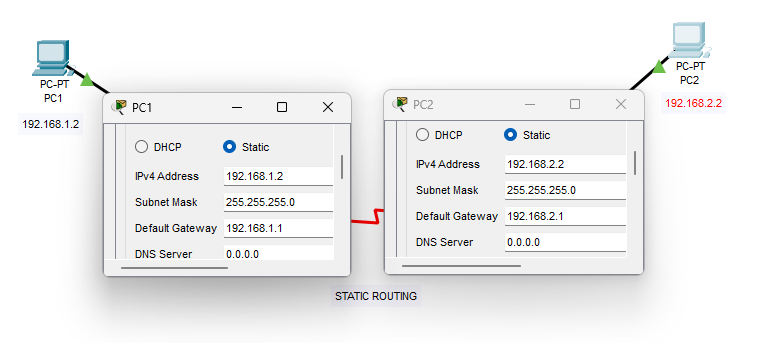 PC-PT
PC1
192.168.1.2
PC-PT
PC2
192.168.2.2
PC1
DHCP Static
IPv4 Address 192.168.1.2
Subnet Mask 255.255.255.0
Default Gateway 192.168.1.1
DNS Server 0.0.0.0
PC2
DHCP Static
IPv4 Address 192.168.2.2
Subnet Mask 255.255.255.0
Default Gateway 192.168.2.1
DNS Server 0.0.0.0
STATIC ROUTING